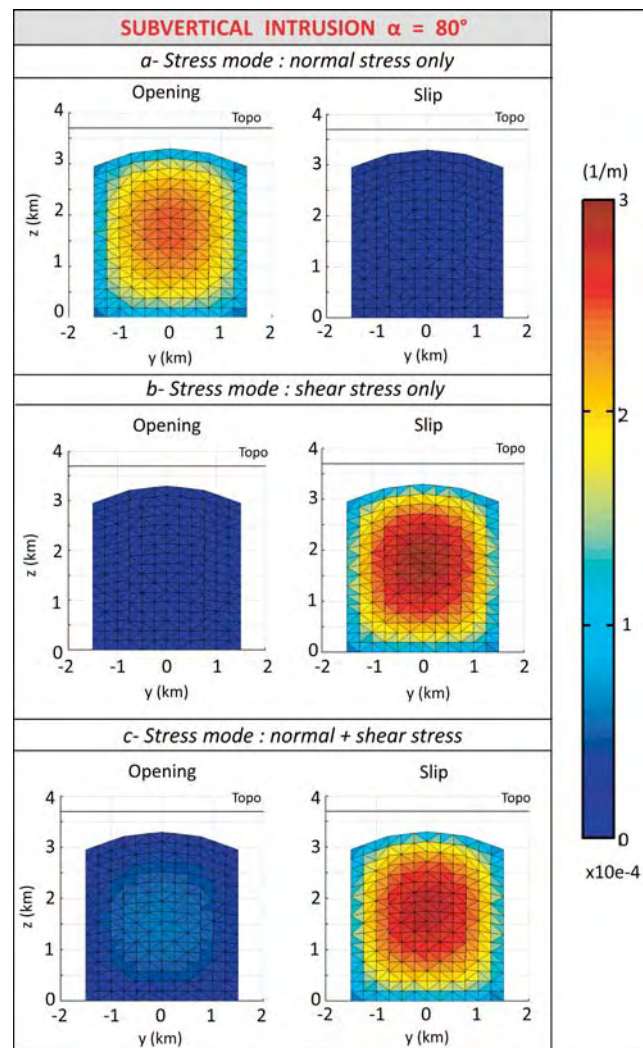 SUBVERTICAL INTRUSION α = 80°
a- Stress mode : normal stress only
Opening
Slip
4
Topo
3
2
1
0
z (km)
-2 -1 0 1 2
y (km)
4
Topo
3
2
1
0
-2 -1 0 1 2
y (km)
b- Stress mode : shear stress only
Opening
Slip
4
Topo
3
2
1
0
z (km)
-2 -1 0 1 2
y (km)
4
Topo
3
2
1
0
-2 -1 0 1 2
y (km)
c- Stress mode : normal + shear stress
Opening
Slip
4
Topo
3
2
1
0
z (km)
-2 -1 0 1 2
y (km)
4
Topo
3
2
1
0
-2 -1 0 1 2
y (km)
(1/m)
3
2
1
0
x10e-4